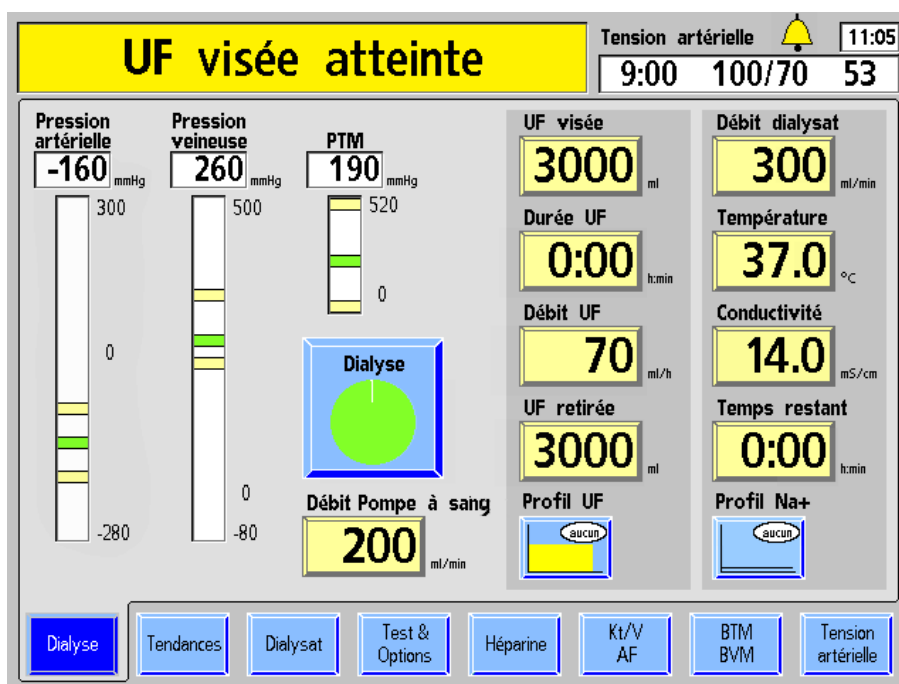 UF visée atteinte
Tension artérielle
11:05
9:00 100/70 53
Pression
artérielle
-160 mmHg
300
0
-280
Pression
veineuse
260 mmHg
500
0
-80
PTM
190 mmHg
520
0
Dialyse
Débit Pompe à sang
200 ml/min
UF visée
3000 ml
Durée UF
0:00 h:min
Débit UF
70 ml/h
UF retirée
3000 ml
Profil UF
aucun
Débit dialysat
300 ml/min
Température
37.0 °C
Conductivité
14.0 mS/cm
Temps restant
0:00 h:min
Profil Na+
aucun
Dialyse
Tendances
Dialysat
Test &
Options
Héparine
Kt/V
AF
BTM
BVM
Tension
artérielle